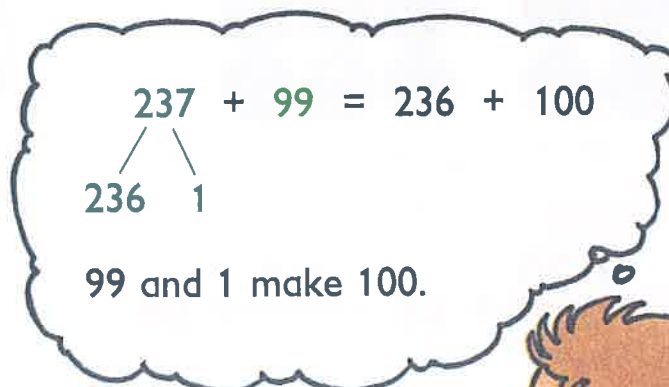 237 + 99 = 236 + 100
236 1
99 and 1 make 100.